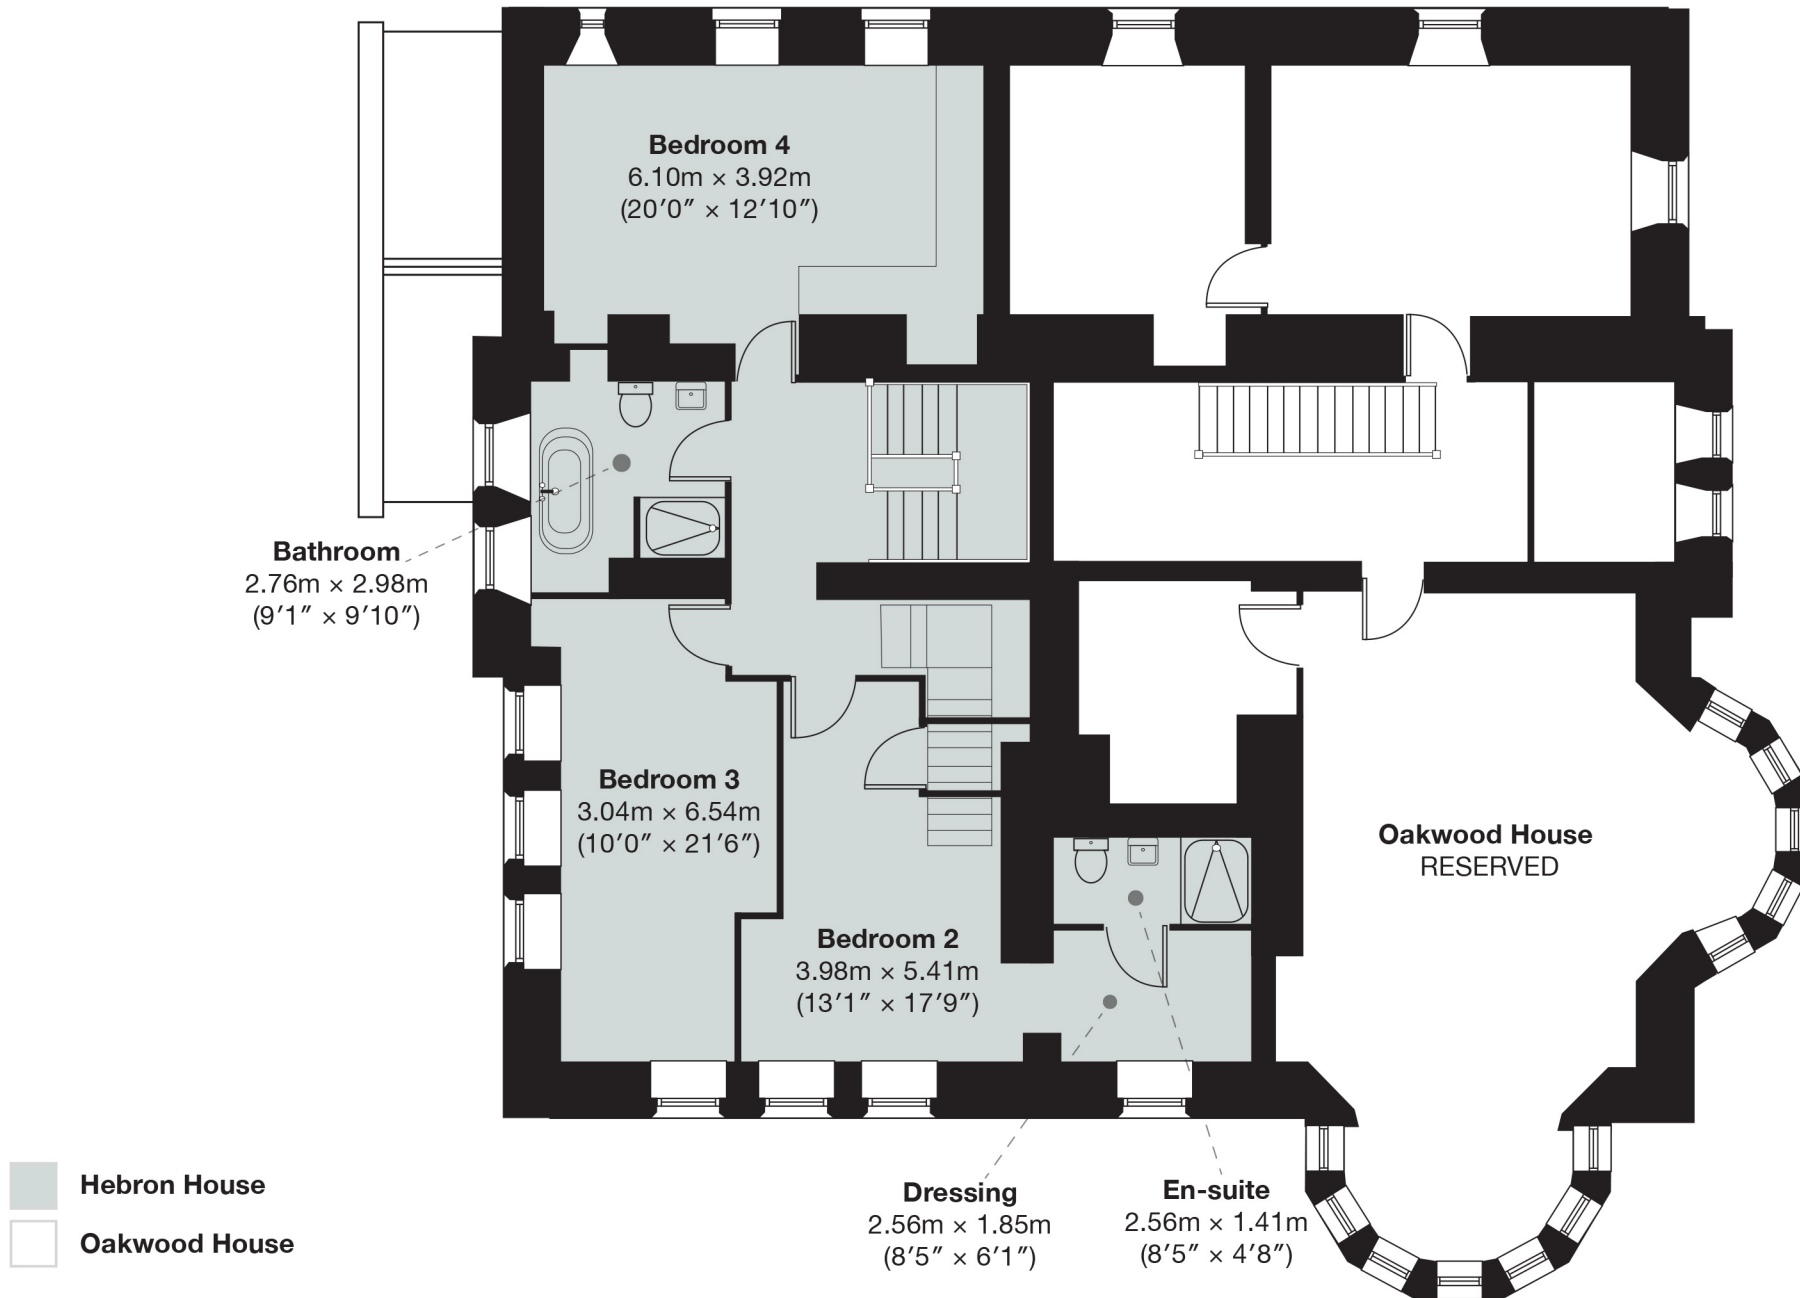 Bedroom 4
6.10m × 3.92m
(20′0″ × 12′10″)
Bathroom
2.76m × 2.98m
(9′1″ × 9′10″)
Bedroom 3
3.04m × 6.54m
(10′0″ × 21′6″)
Oakwood House
RESERVED
Bedroom 2
3.98m × 5.41m
(13′1″ × 17′9″)
Dressing
2.56m × 1.85m
(8′5″ × 6′1″)
En-suite
2.56m × 1.41m
(8′5″ × 4′8″)
Hebron House
Oakwood House